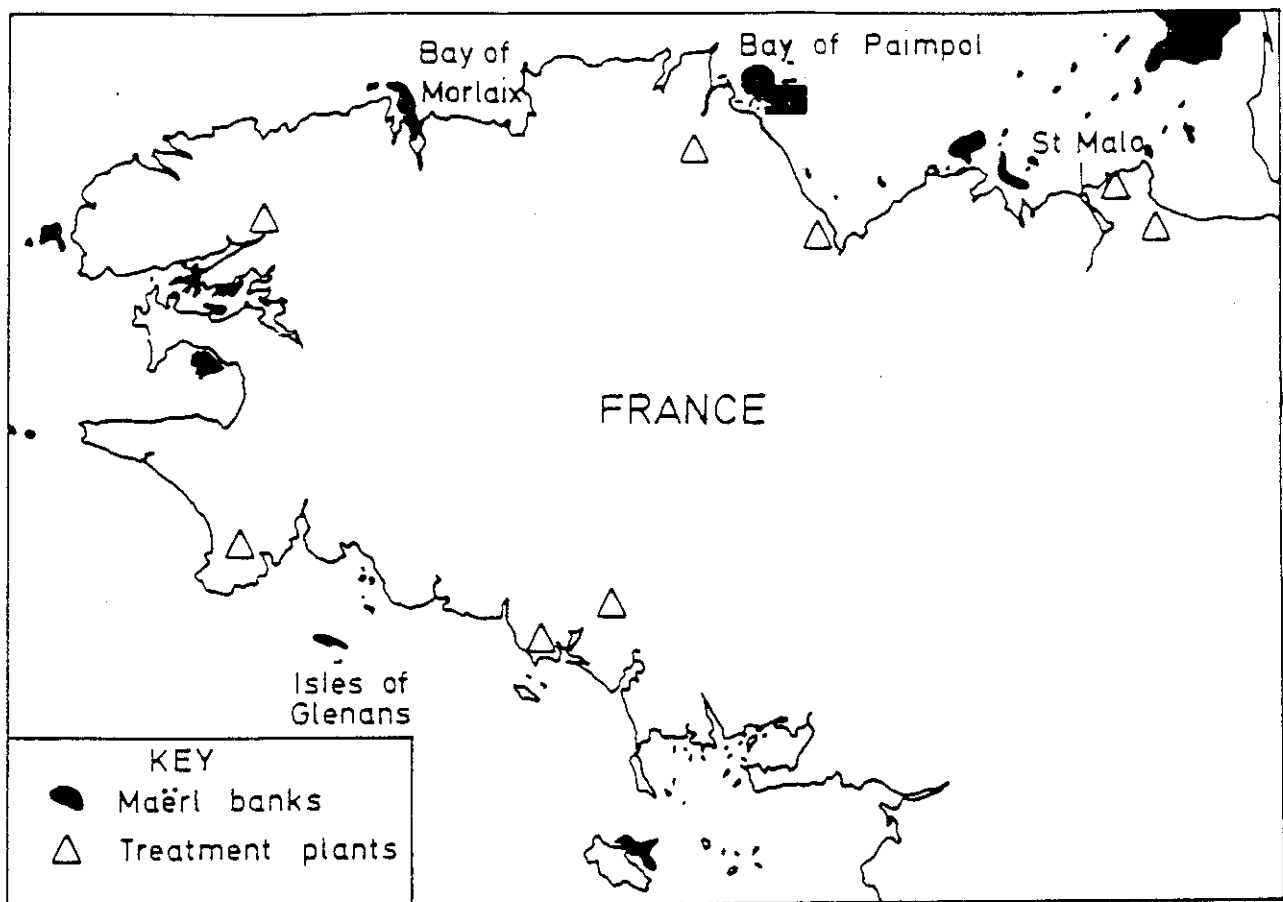 Bay of
Morlaix
Bay of Paimpol
St Malo
FRANCE
Isles of
Glenans
KEY
Maërl banks
Treatment plants